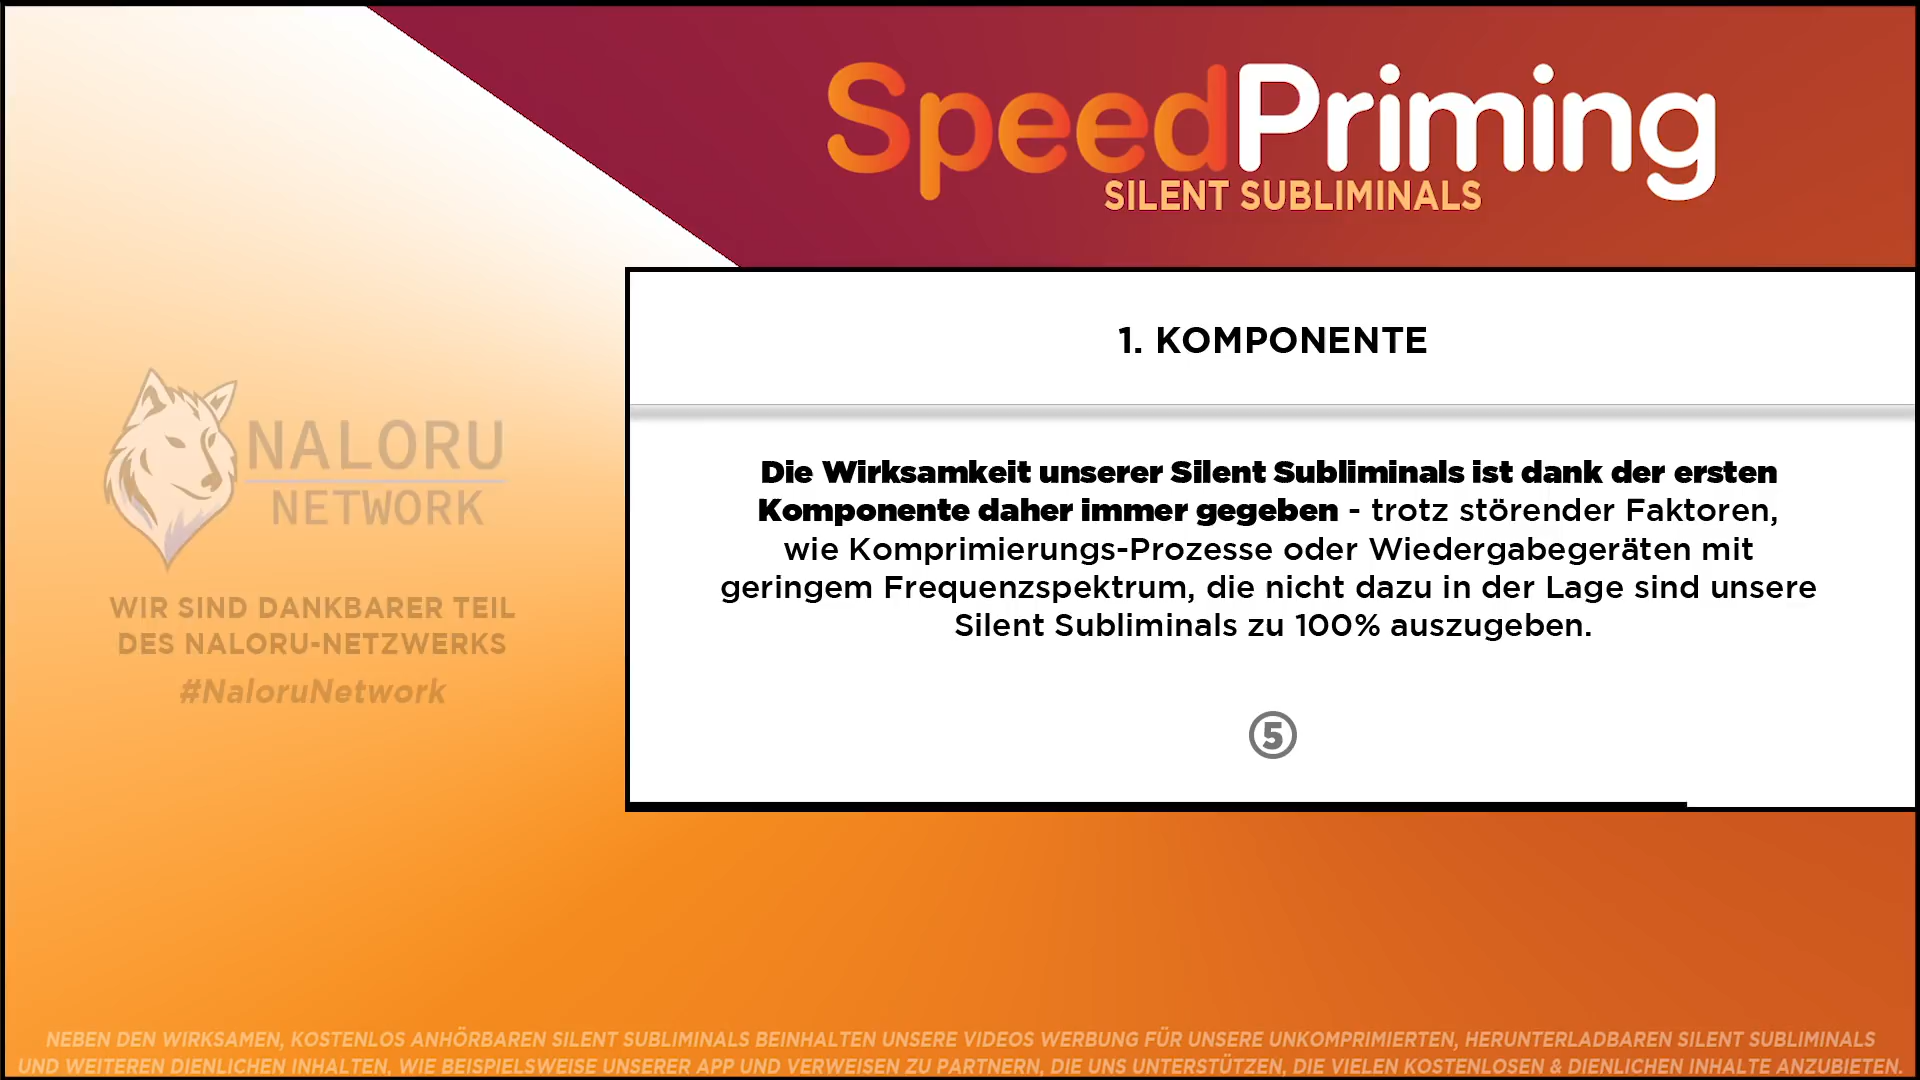 SpeedPriming
SILENT SUBLIMINALS
1. KOMPONENTE
Die Wirksamkeit unserer Silent Subliminals ist dank der ersten
Komponente daher immer gegeben - trotz störender Faktoren,
wie Komprimierungs-Prozesse oder Wiedergabegeräten mit
geringem Frequenzspektrum, die nicht dazu in der Lage sind unsere
Silent Subliminals zu 100% auszugeben.
5
NALORU
NETWORK
WIR SIND DANKBARER TEIL
DES NALORU-NETZWERKS
#NaloruNetwork
NEBEN DEN WIRKSAMEN, KOSTENLOS ANHÖRBAREN SILENT SUBLIMINALS BEINHALTEN UNSERE VIDEOS WERBUNG FÜR UNSERE UNKOMPRIMIERTEN, HERUNTERLADBAREN SILENT SUBLIMINALS
UND WEITEREN DIENLICHEN INHALTEN, WIE BEISPIELSWEISE UNSERER APP UND VERWEISEN ZU PARTNERN, DIE UNS UNTERSTÜTZEN, DIE VIELEN KOSTENLOSEN & DIENLICHEN INHALTE ANZUBIETEN.